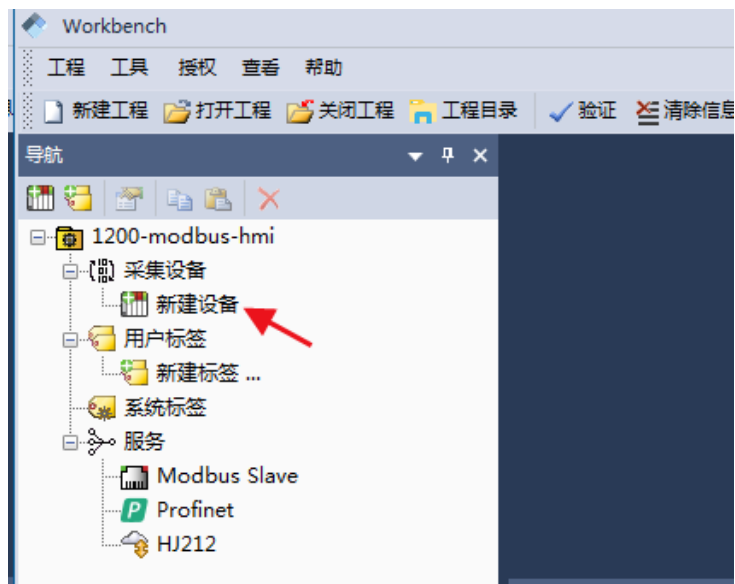 Workbench
工程 工具 授权 查看 帮助
新建工程 打开工程 关闭工程 工程目录 验证 清除信息
导航
1200-modbus-hmi
采集设备
新建设备
用户标签
新建标签 ...
系统标签
服务
Modbus Slave
Profinet
HJ212